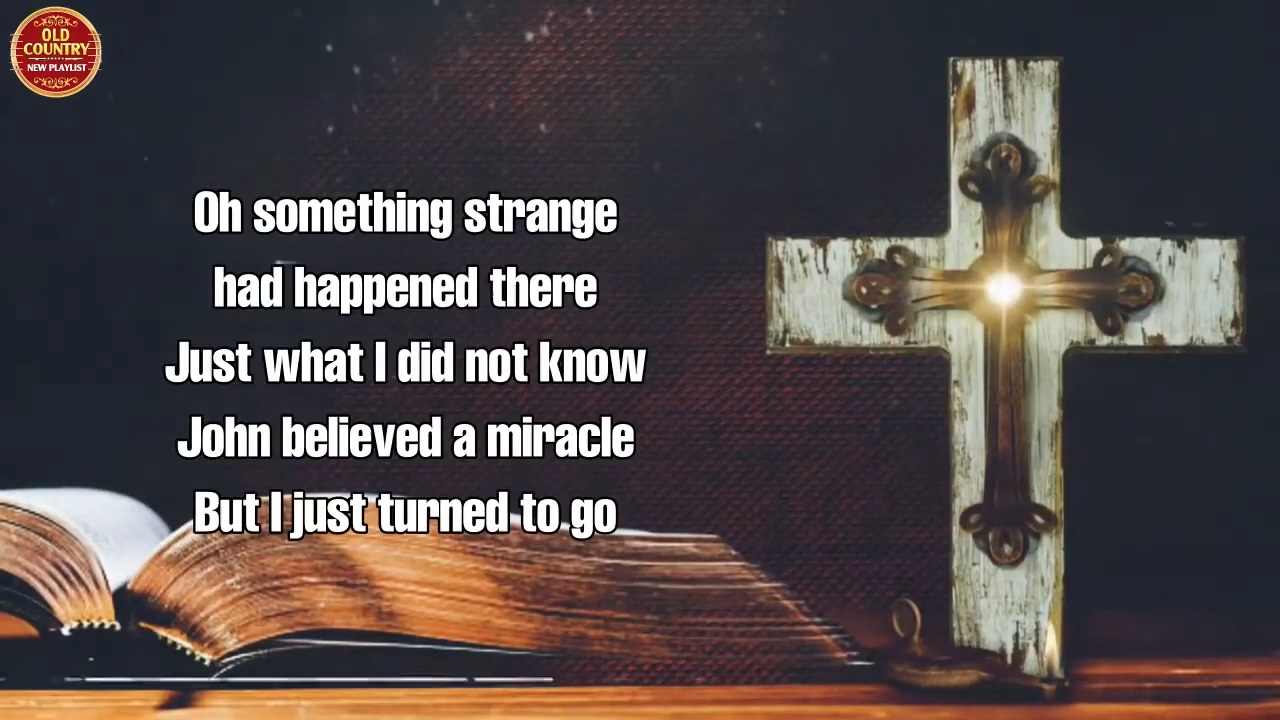 OLD
COUNTRY
NEW PLAYLIST
Oh something strange
had happened there
Just what I did not know
John believed a miracle
But I just turned to go